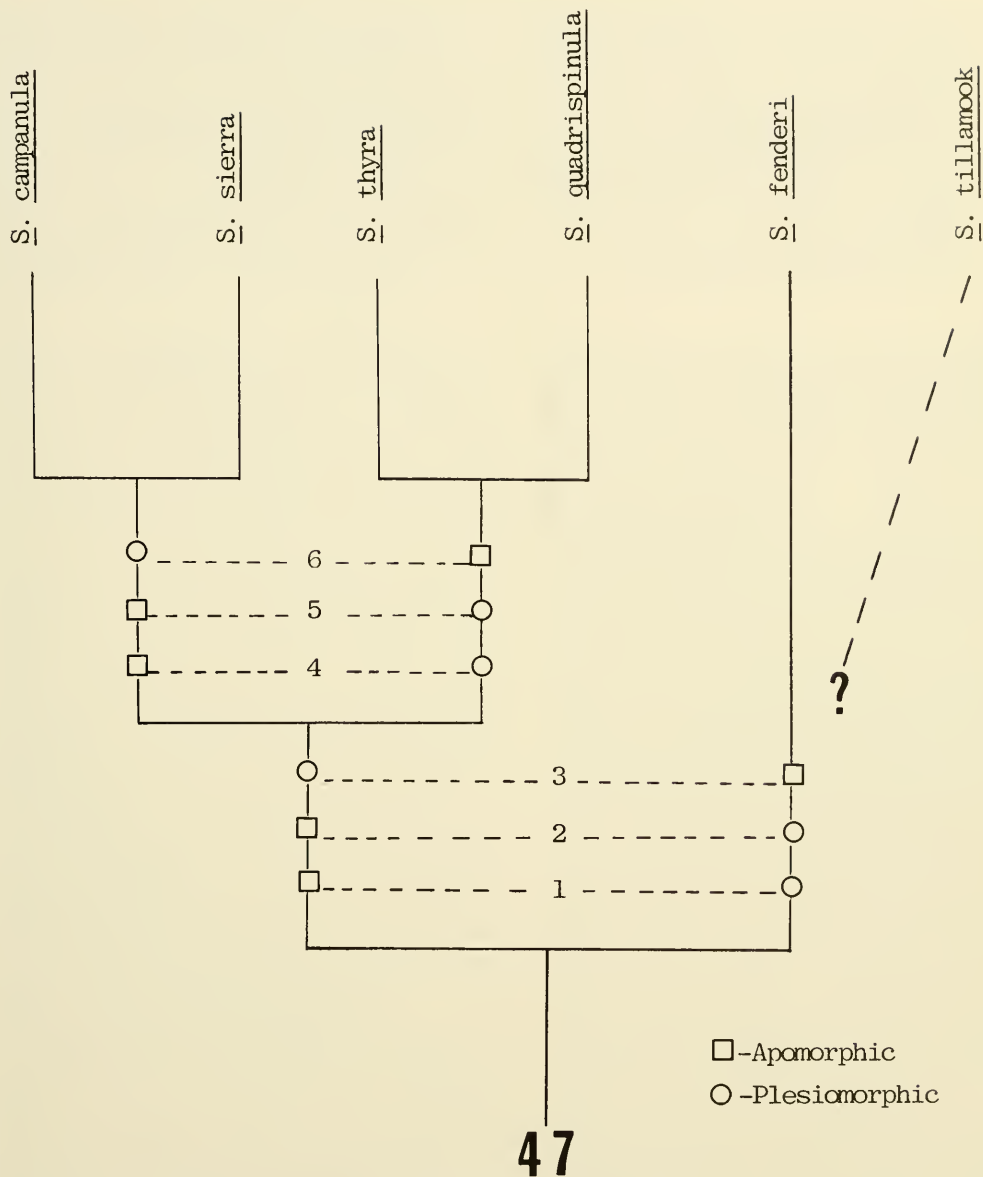 S. campanula
S. sierra
S. thyra
S. quadrispinula
S. fenderi
S. tillamook
6
5
4
?
3
2
1
□-Apomorphic
○-Plesiomorphic
47